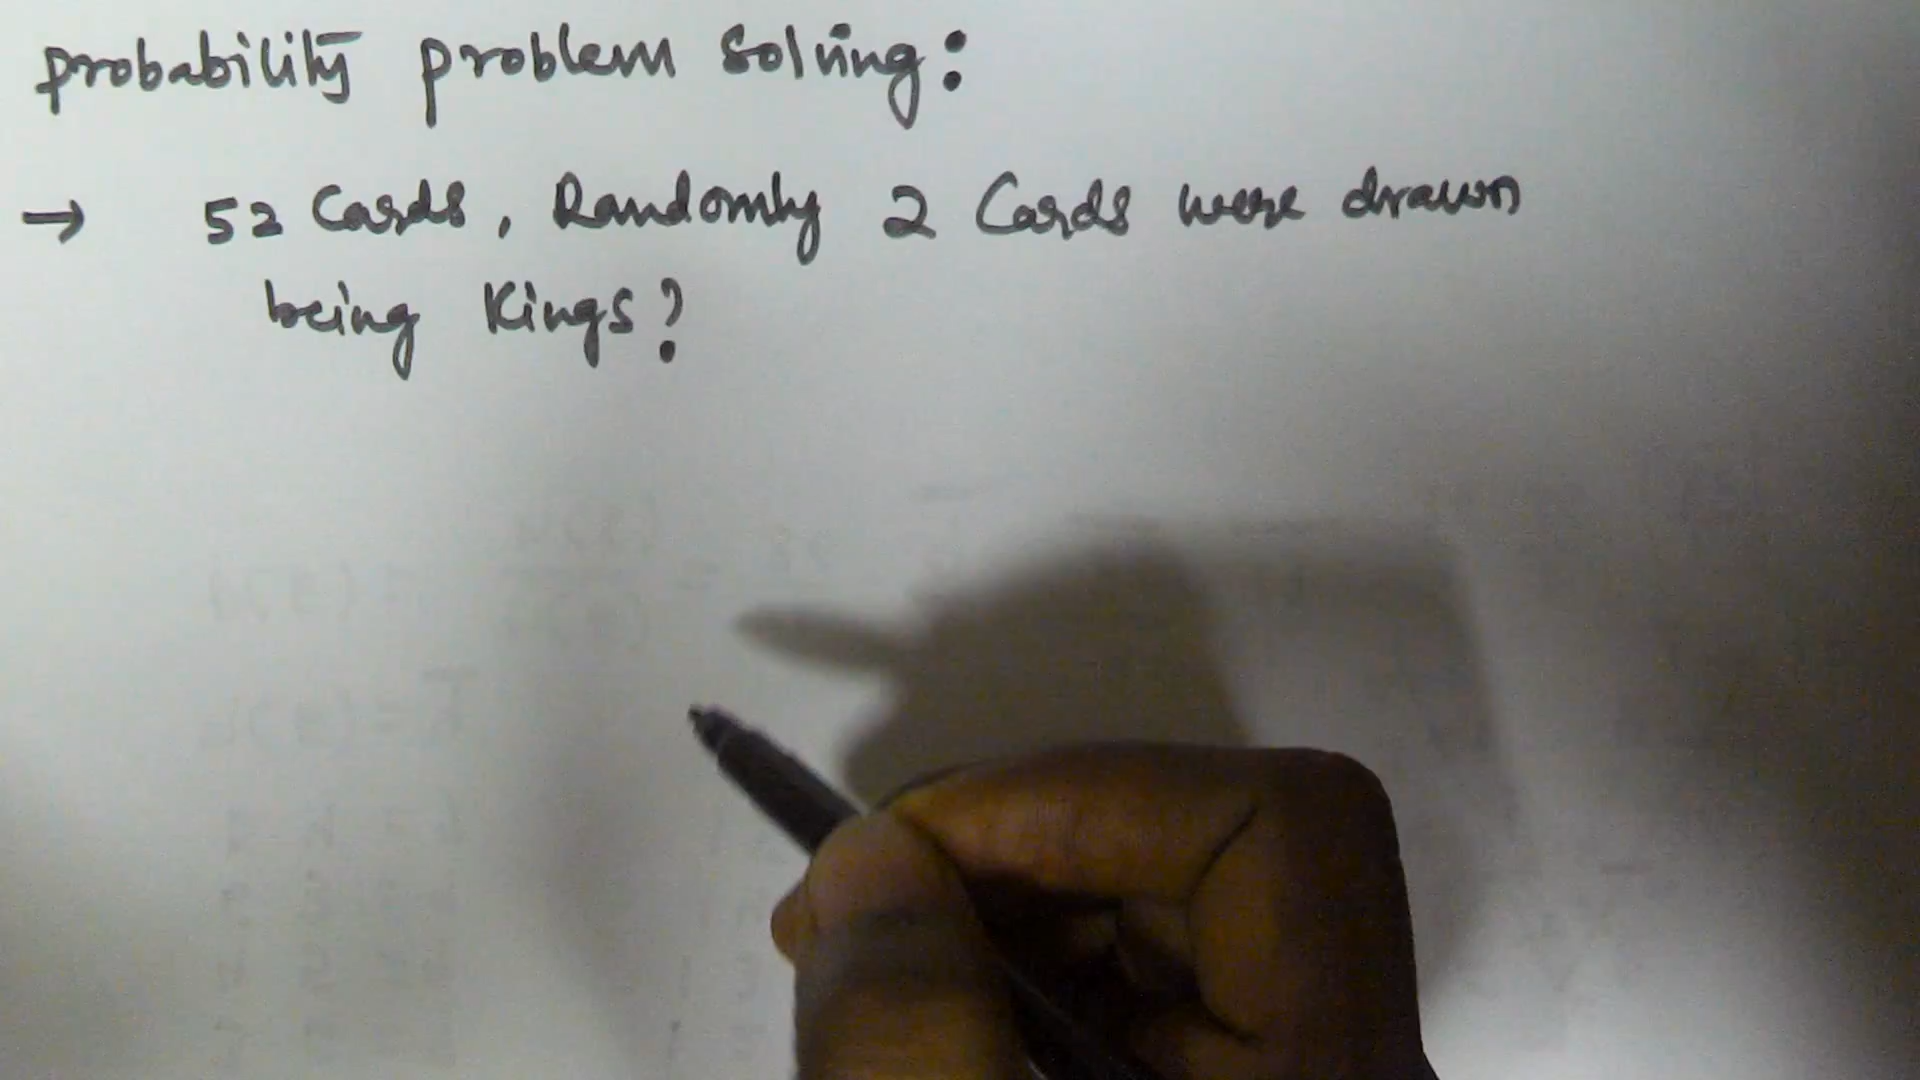 probability problem solving:
→ 52 Cards, Randomly 2 Cards were drawn
being Kings?